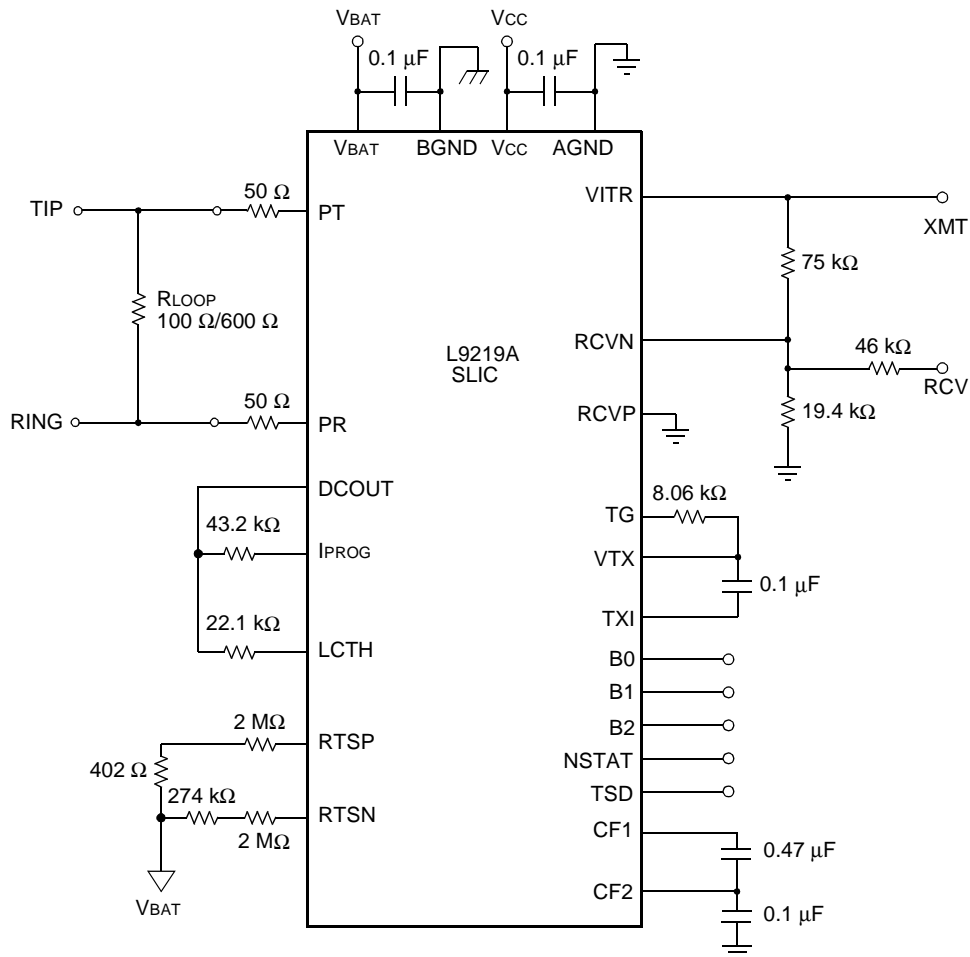 VBAT
VCC
0.1 μF
0.1 μF
VBAT
BGND
VCC
AGND
TIP
50 Ω
PT
VITR
XMT
75 kΩ
RLOOP
100 Ω/600 Ω
L9219A
SLIC
RCVN
46 kΩ
RCV
RING
50 Ω
PR
RCVP
19.4 kΩ
DCOUT
43.2 kΩ
IPROG
22.1 kΩ
LCTH
TG
8.06 kΩ
VTX
0.1 μF
TXI
B0
B1
B2
NSTAT
TSD
2 MΩ
RTSP
402 Ω
274 kΩ
2 MΩ
RTSN
VBAT
CF1
0.47 μF
CF2
0.1 μF